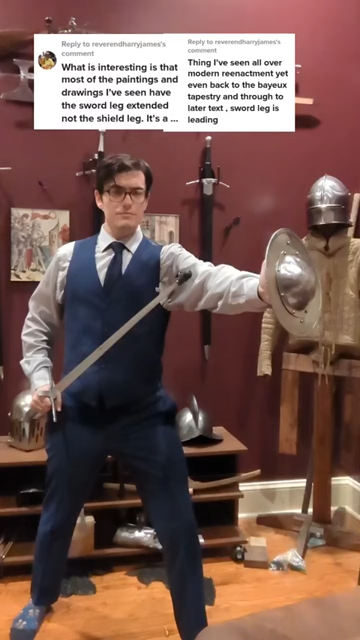 Reply to reverendharryjames's
comment
What is interesting is that
most of the paintings and
drawings I've seen have
the sword leg extended
not the shield leg. It's a ...
Reply to reverendharryjames's
comment
Thing I've seen all over
modern reenactment yet
even back to the bayeux
tapestry and through to
later text , sword leg is
leading